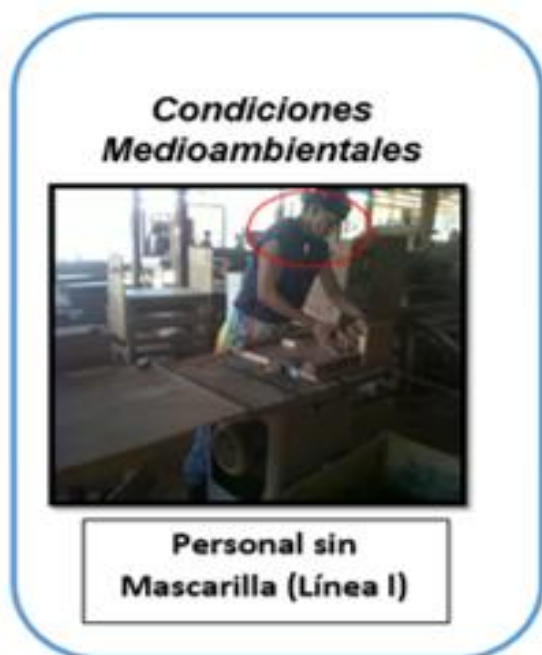 Condiciones
Medioambientales
Personal sin
Mascarilla (Línea I)